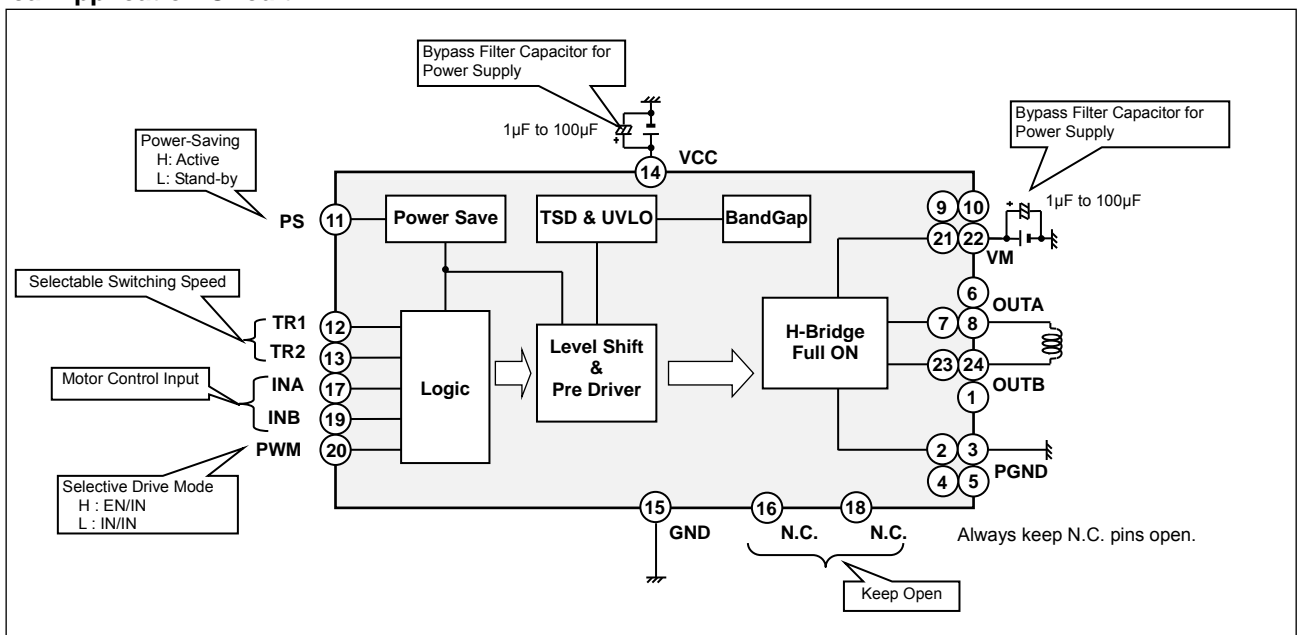 Bypass Filter Capacitor for
Power Supply
1µF to 100µF
+
VCC
14
Bypass Filter Capacitor for
Power Supply
+
1µF to 100µF
Power-Saving
H: Active
L: Stand-by
PS
11
Power Save
TSD & UVLO
BandGap
9
10
21
22
VM
Selectable Switching Speed
TR1
12
TR2
13
Motor Control Input
INA
17
INB
19
PWM
20
Selective Drive Mode
H : EN/IN
L : IN/IN
Logic
Level Shift
&
Pre Driver
H-Bridge
Full ON
6
OUTA
7
8
23
24
OUTB
1
2
3
PGND
4
5
15
GND
16
N.C.
18
N.C.
Always keep N.C. pins open.
Keep Open